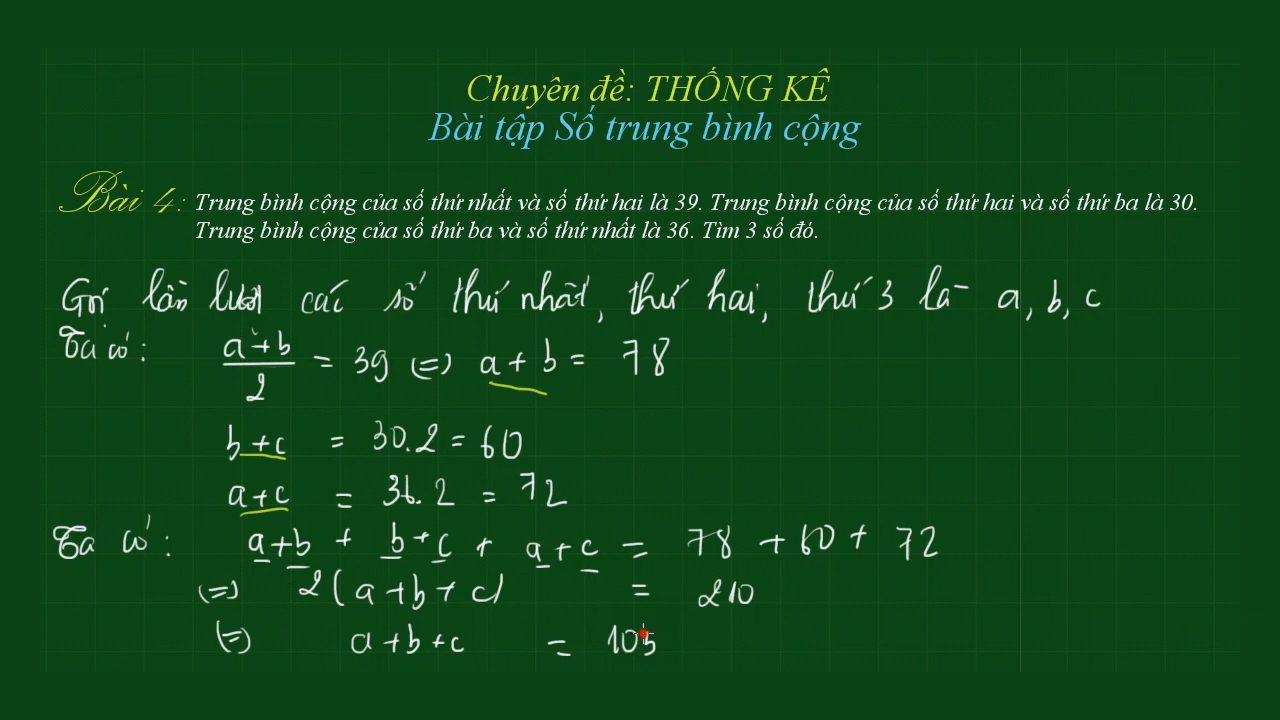 Chuyên đề: THỐNG KÊ
Bài tập Số trung bình cộng
Bài 4: Trung bình cộng của số thứ nhất và số thứ hai là 39. Trung bình cộng của số thứ hai và số thứ ba là 30.
Trung bình cộng của số thứ ba và số thứ nhất là 36. Tìm 3 số đó.
Gọi lần lượt các số thứ nhất, thứ hai, thứ 3 là a, b, c
Ta có: (a+b)/2 = 39 (=) a + b = 78
b + c = 30.2 = 60
a + c = 36.2 = 72
Ta có: a+b + b+c + a+c = 78 + 60 + 72
(=) 2(a+b+c) = 210
(=) a+b+c = 105